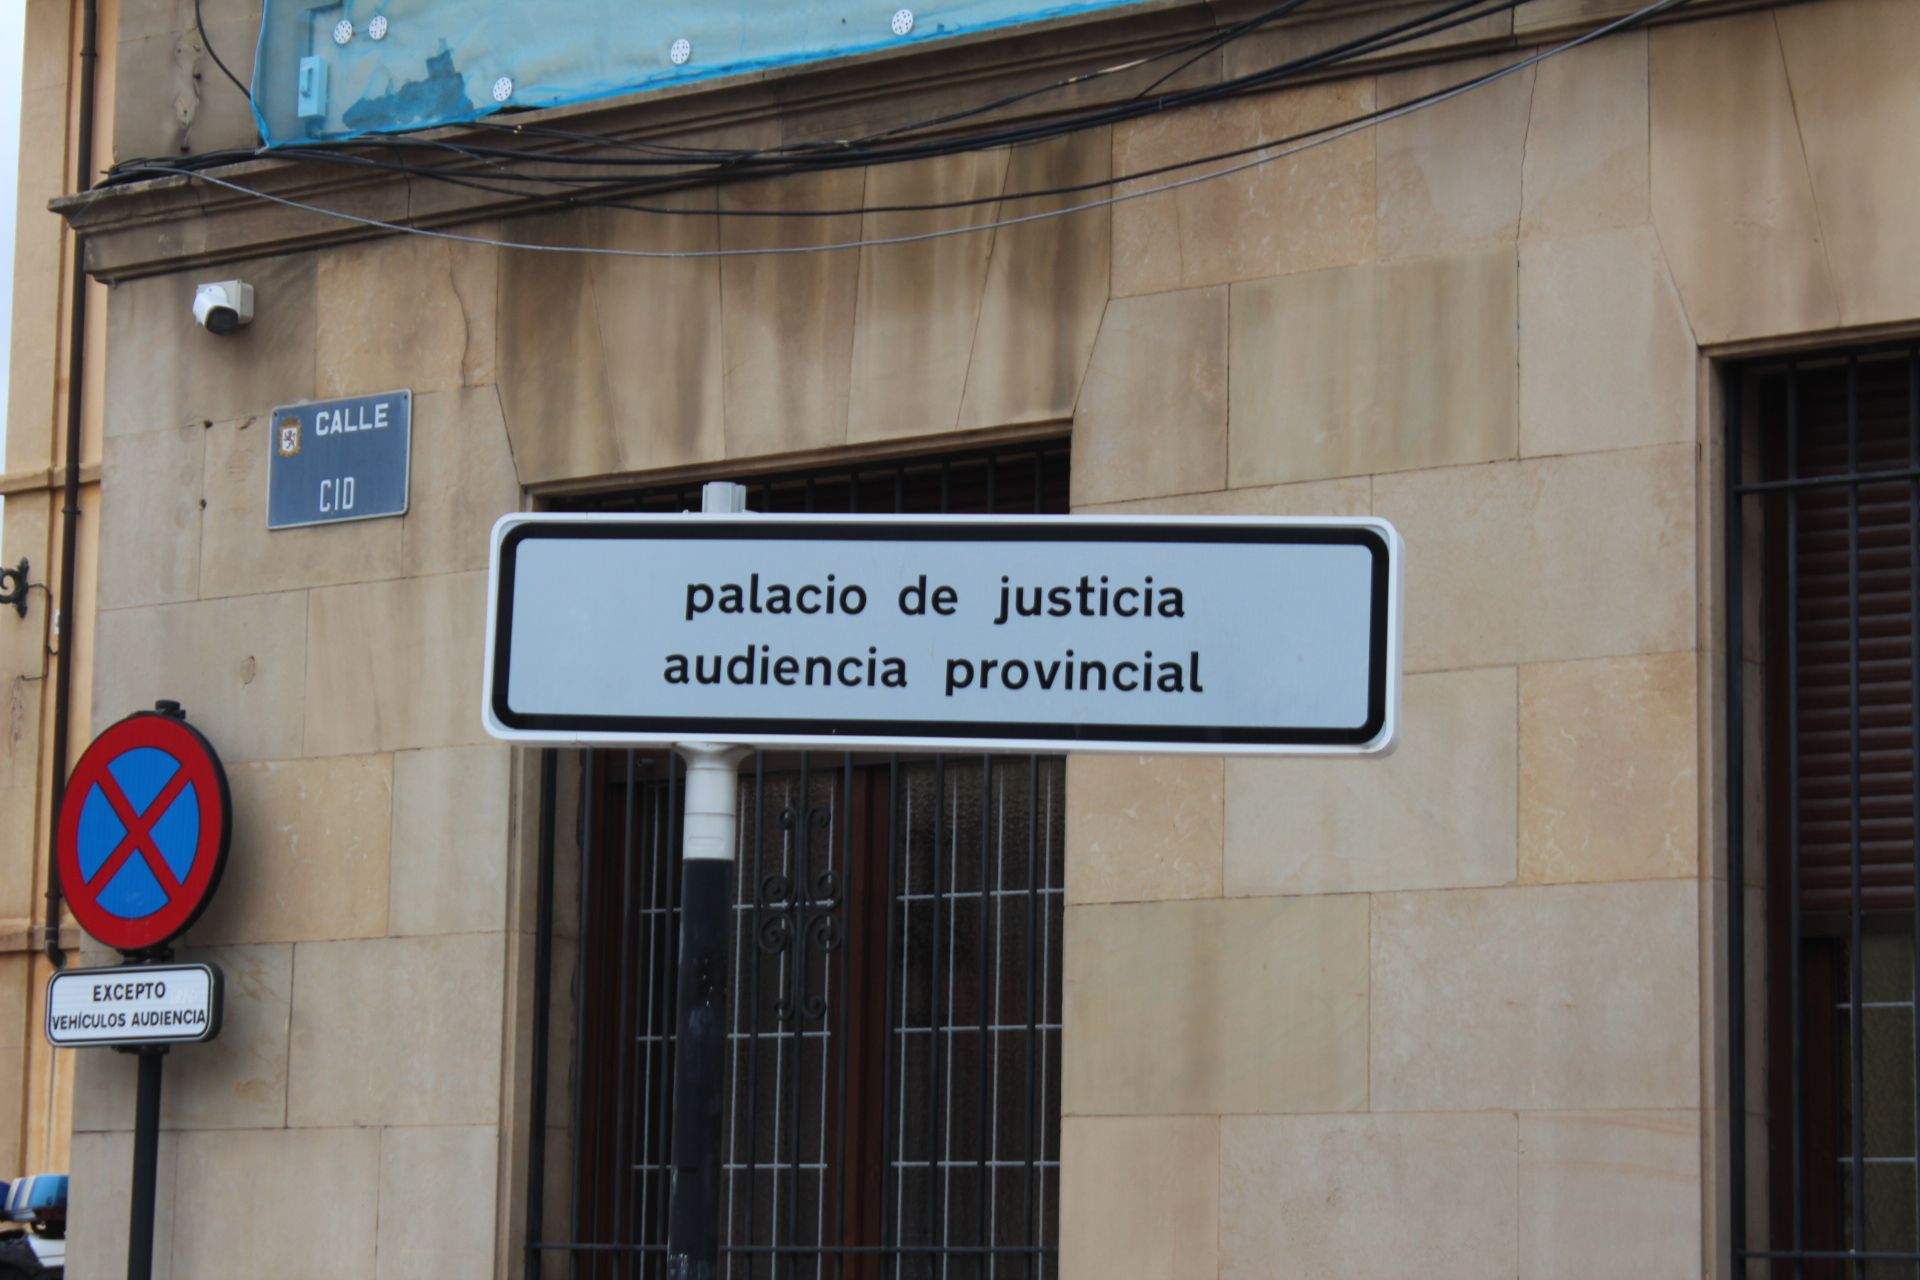 CALLE
CID
palacio de justicia
audiencia provincial
EXCEPTO
VEHÍCULOS AUDIENCIA